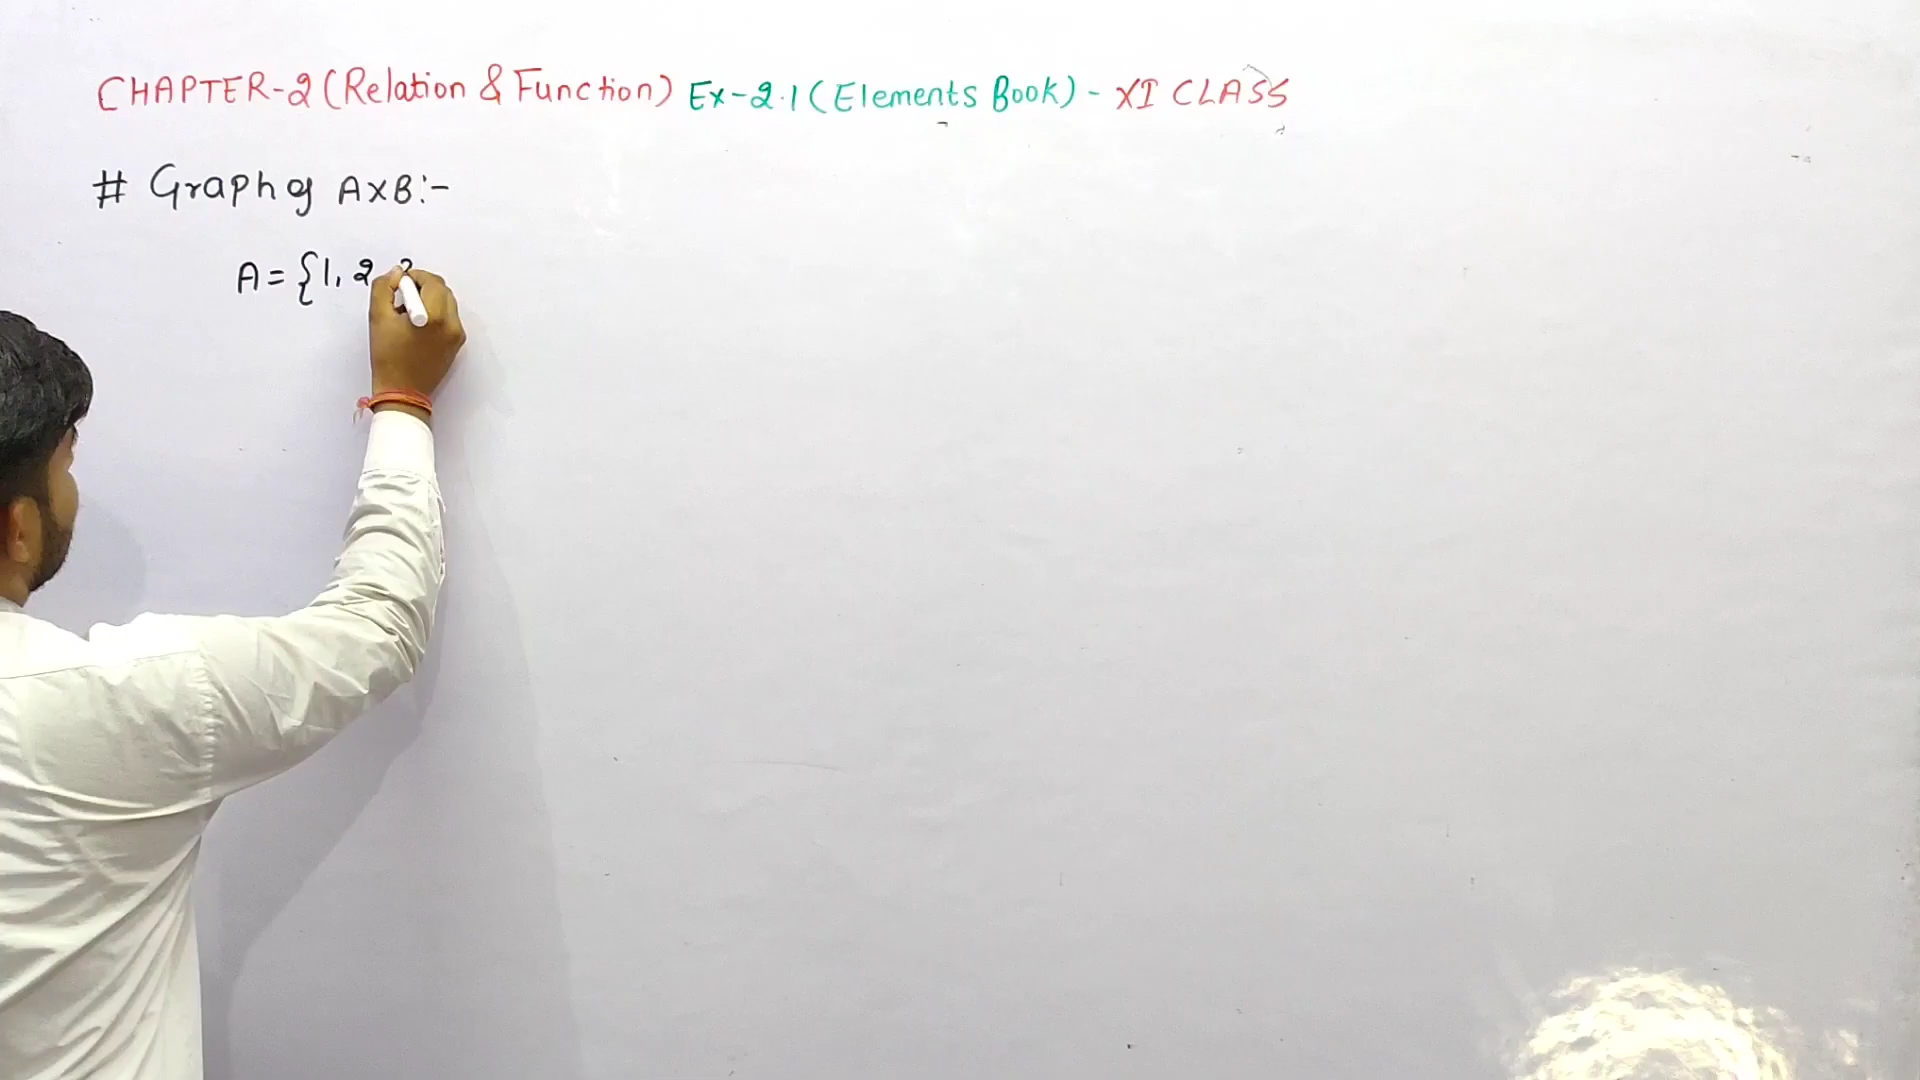 CHAPTER-2 (Relation & Function) Ex-2.1 (Elements Book) - XI CLASS
# Graph of AxB:-
A = {1, 2